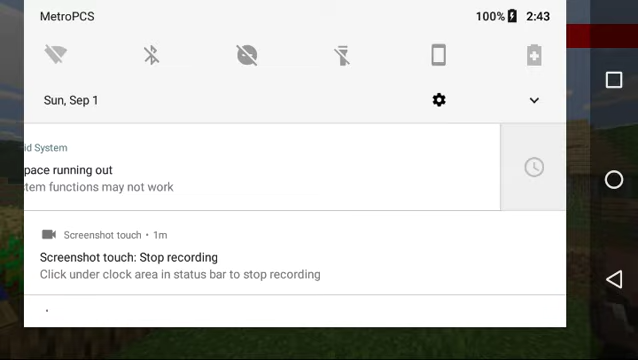 MetroPCS
100% 2:43
Sun, Sep 1
id System
pace running out
tem functions may not work
Screenshot touch • 1m
Screenshot touch: Stop recording
Click under clock area in status bar to stop recording